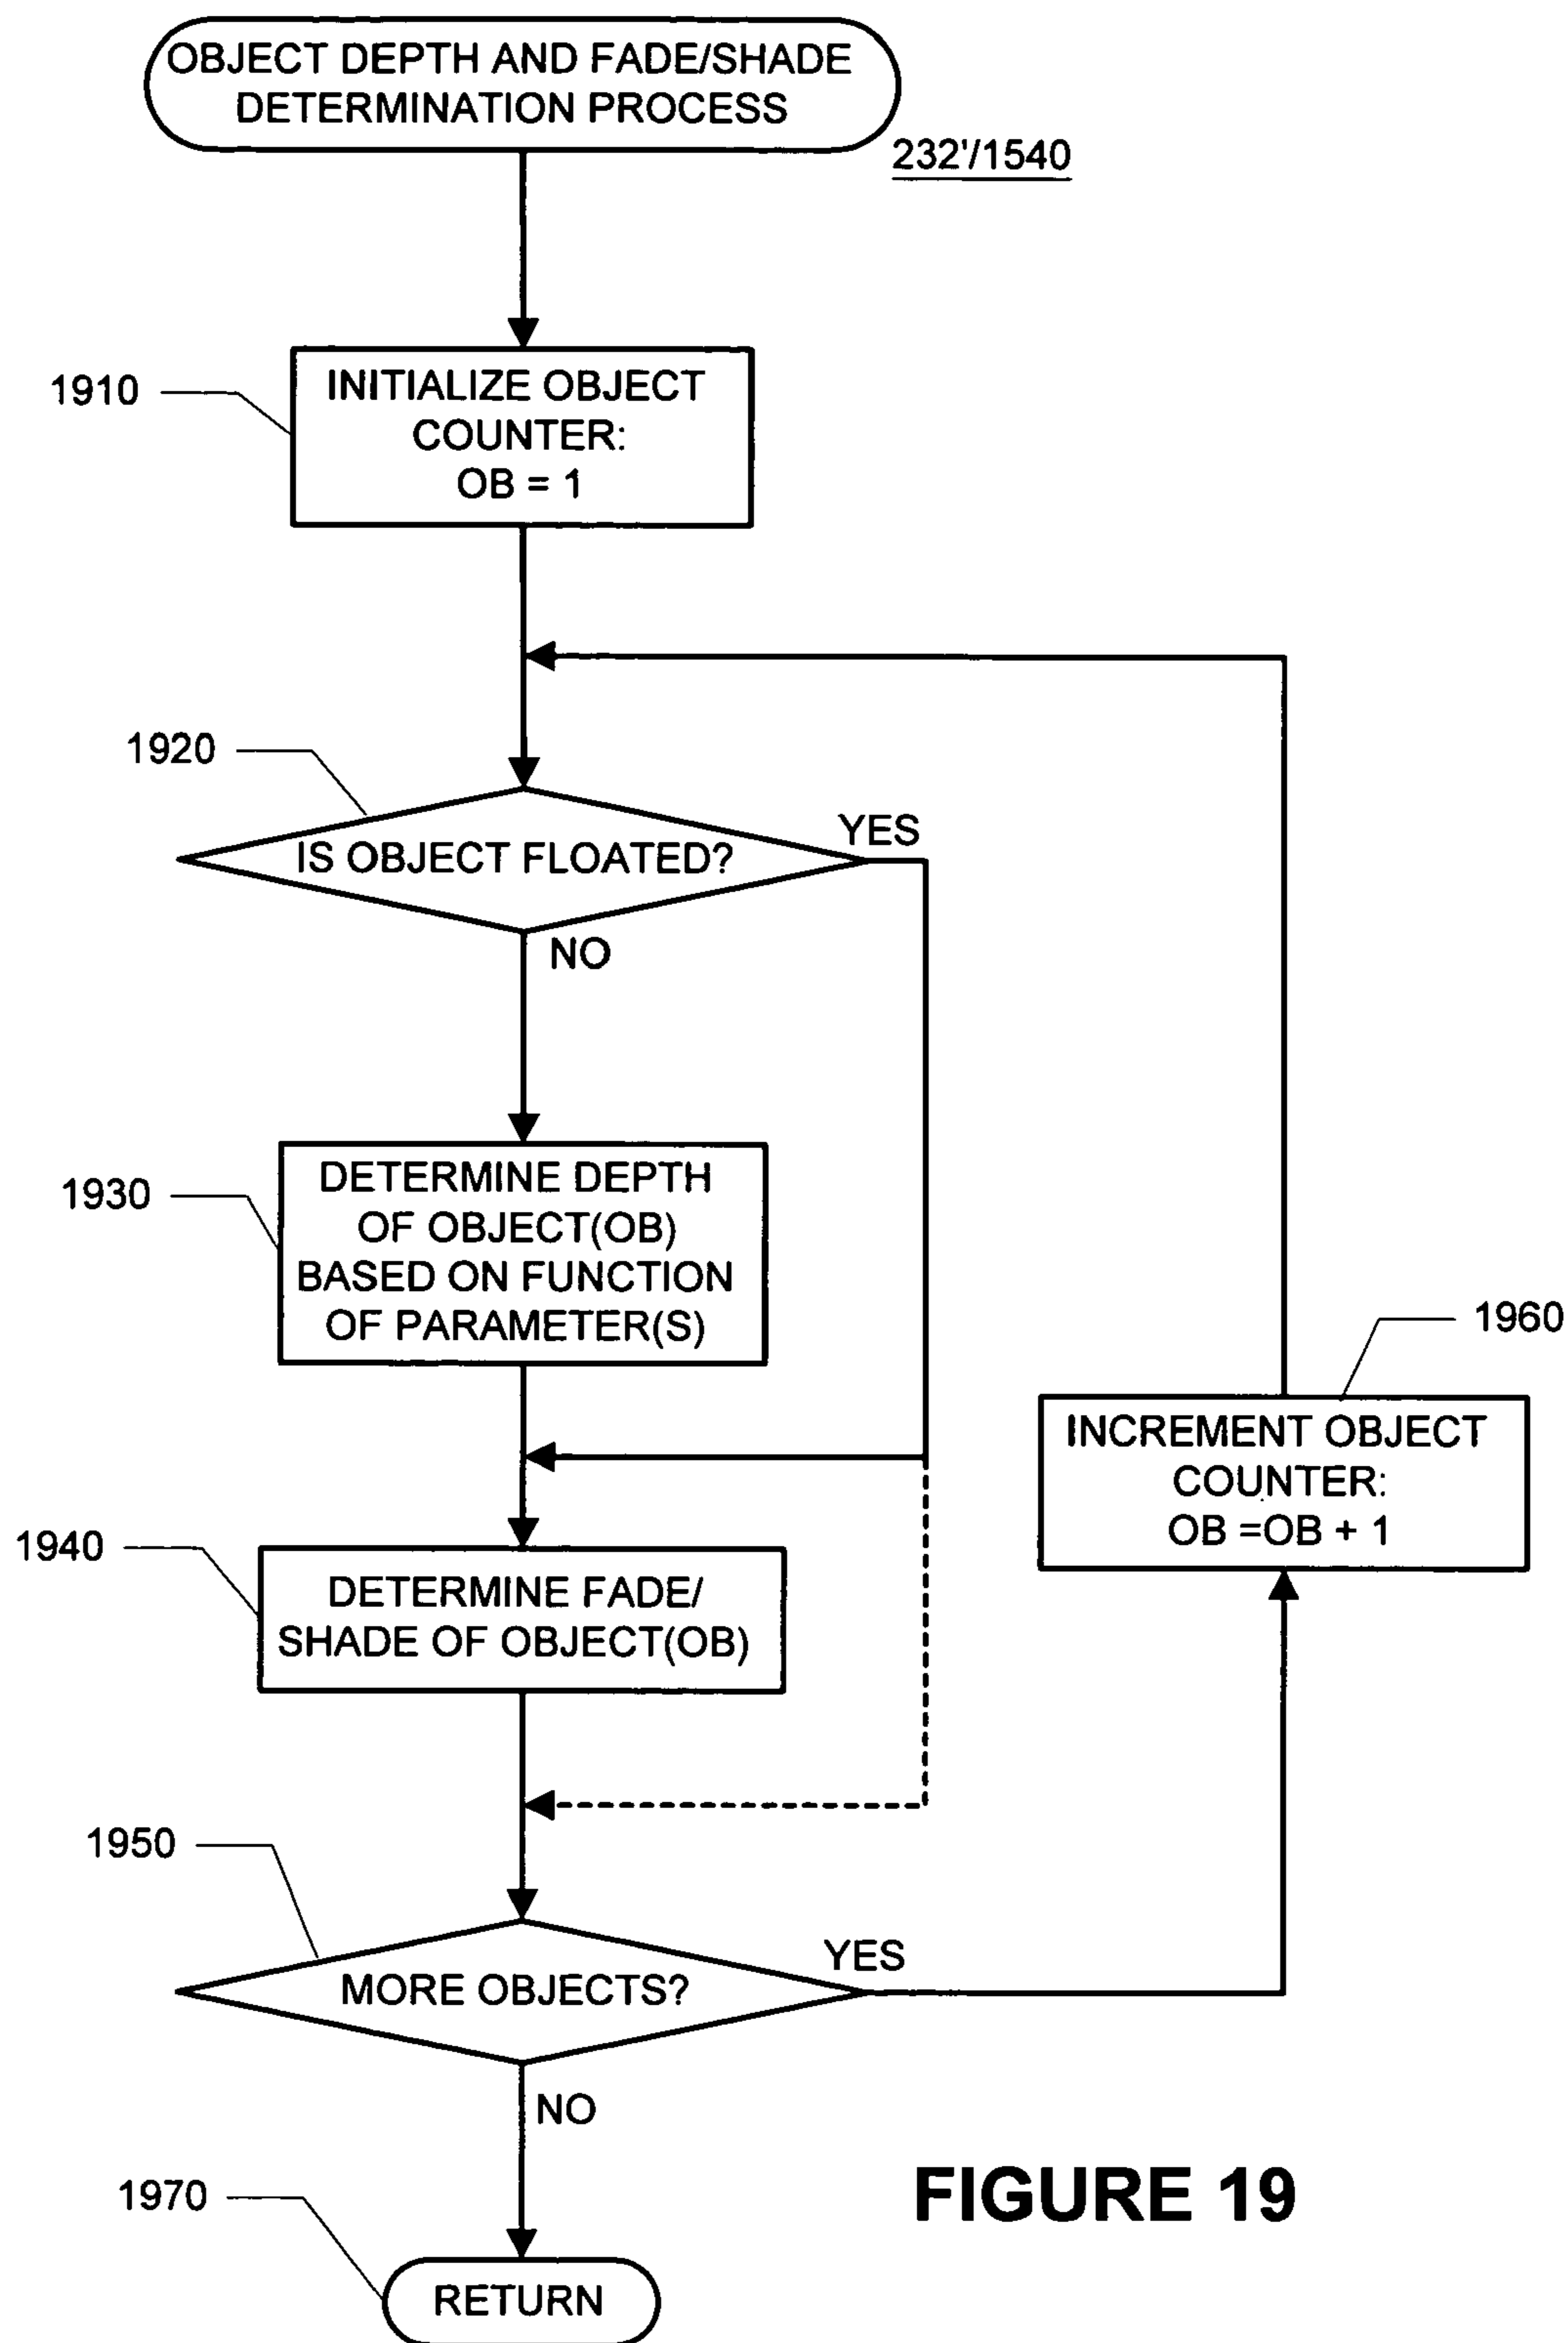 OBJECT DEPTH AND FADE/SHADE
DETERMINATION PROCESS
232'/1540
1910
INITIALIZE OBJECT
COUNTER:
OB = 1
1920
IS OBJECT FLOATED?
YES
NO
1930
DETERMINE DEPTH
OF OBJECT(OB)
BASED ON FUNCTION
OF PARAMETER(S)
1960
INCREMENT OBJECT
COUNTER:
OB =OB + 1
1940
DETERMINE FADE/
SHADE OF OBJECT(OB)
1950
MORE OBJECTS?
YES
NO
1970
RETURN
FIGURE 19